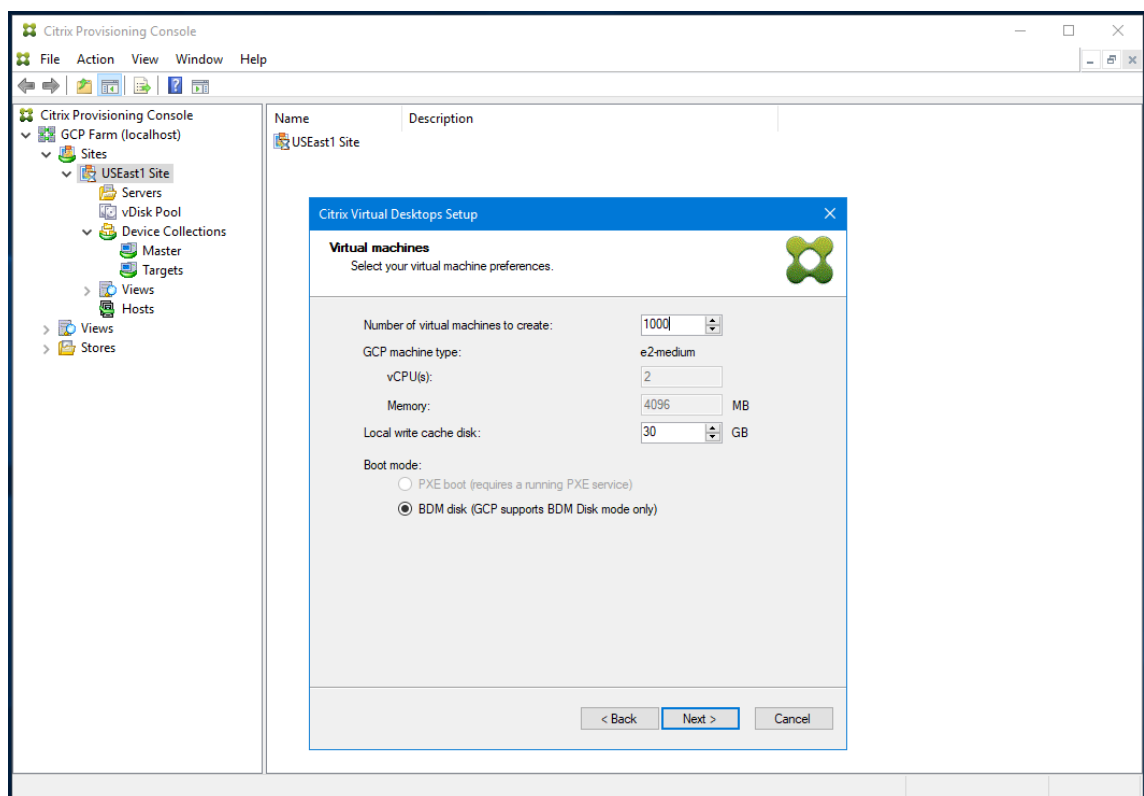 Citrix Provisioning Console
File Action View Window Help
Citrix Provisioning Console
GCP Farm (localhost)
Sites
USEast1 Site
Servers
vDisk Pool
Device Collections
Master
Targets
Views
Hosts
Views
Stores
Name Description
USEast1 Site
Citrix Virtual Desktops Setup
Virtual machines
Select your virtual machine preferences.
Number of virtual machines to create: 1000
GCP machine type: e2-medium
vCPU(s): 2
Memory: 4096 MB
Local write cache disk: 30 GB
Boot mode:
PXE boot (requires a running PXE service)
BDM disk (GCP supports BDM Disk mode only)
< Back Next > Cancel